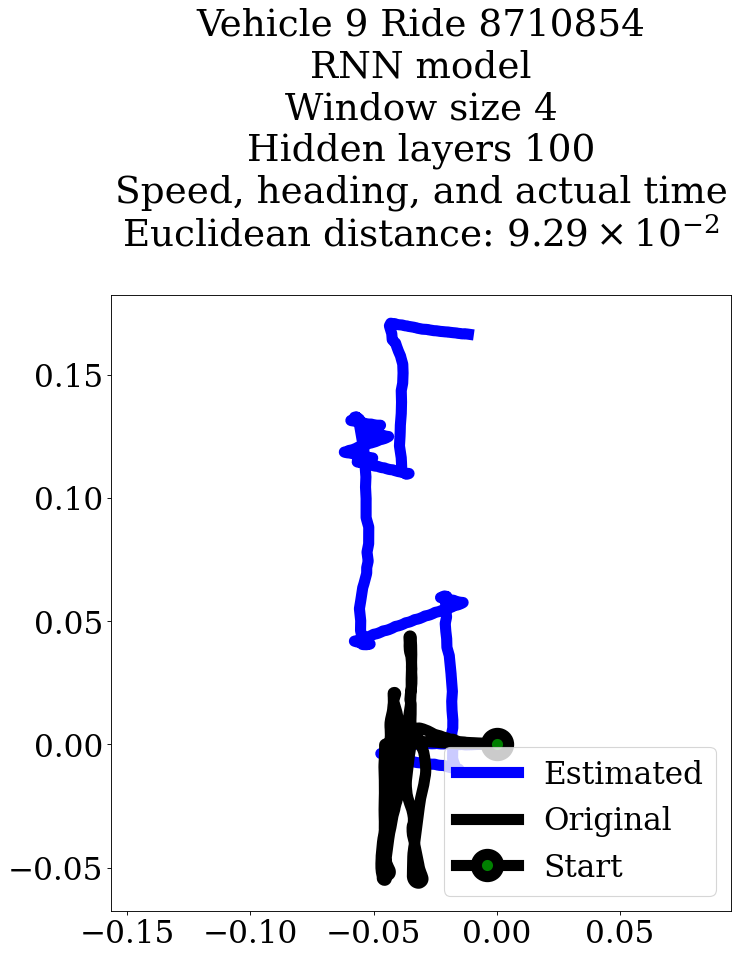 Vehicle 9 Ride 8710854
RNN model
Window size 4
Hidden layers 100
Speed, heading, and actual time
Euclidean distance: 9.29 × 10⁻²
0.15
0.10
0.05
0.00
−0.05
Estimated
Original
Start
−0.15 −0.10 −0.05 0.00 0.05